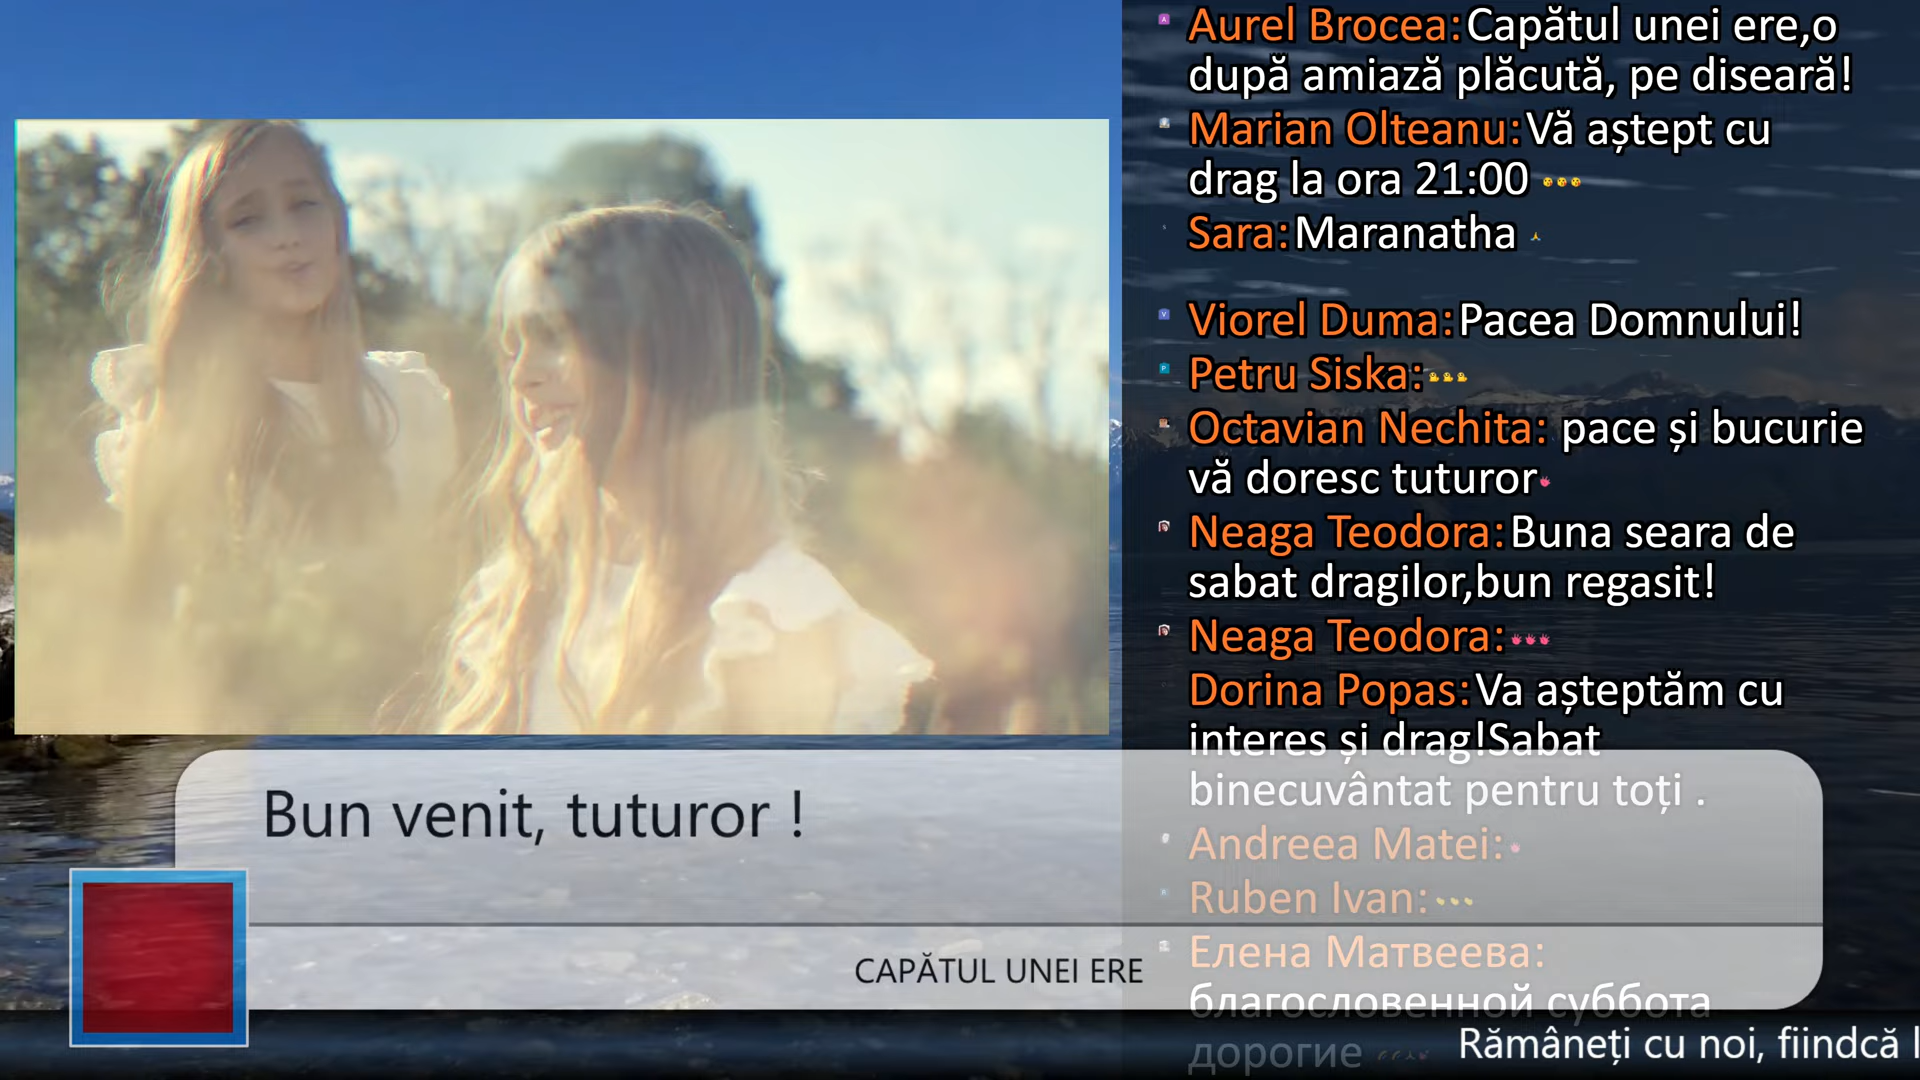 Aurel Brocea:Capătul unei ere,o
după amiază plăcută, pe diseară!
Marian Olteanu:Vă aștept cu
drag la ora 21:00
Sara:Maranatha
Viorel Duma:Pacea Domnului!
Petru Siska:
Octavian Nechita: pace și bucurie
vă doresc tuturor
Neaga Teodora:Buna seara de
sabat dragilor,bun regasit!
Neaga Teodora:
Dorina Popas:Va așteptăm cu
interes și drag!Sabat
binecuvântat pentru toți .
Andreea Matei:
Ruben Ivan:
Елена Матвеева:
благословенной суббота
дорогие
Bun venit, tuturor !
CAPĂTUL UNEI ERE
Rămâneți cu noi, fiindcă